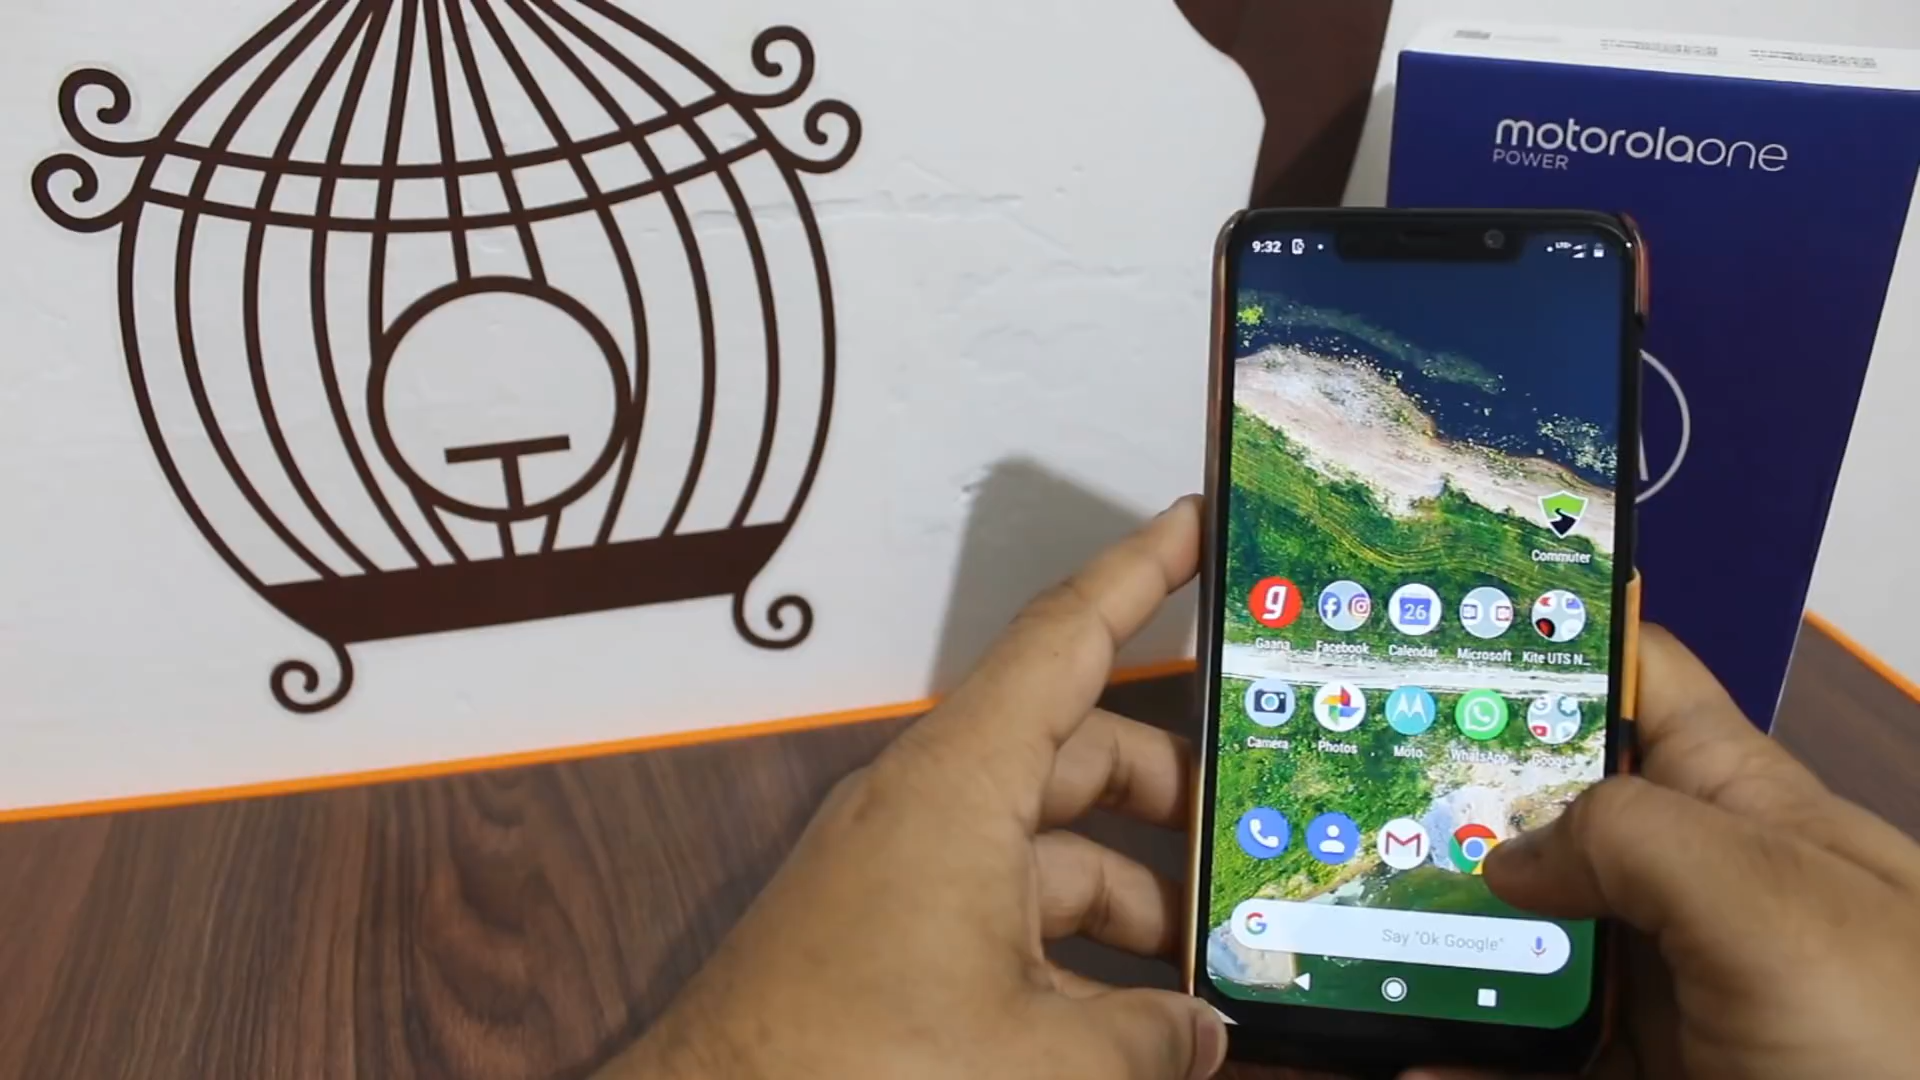 motorolaone
POWER
9:32
LTE
Commuter
26
Gaana
Facebook
Calendar
Microsoft
Kite UTS N...
Camera
Photos
Moto
WhatsApp
Google
Say "Ok Google"